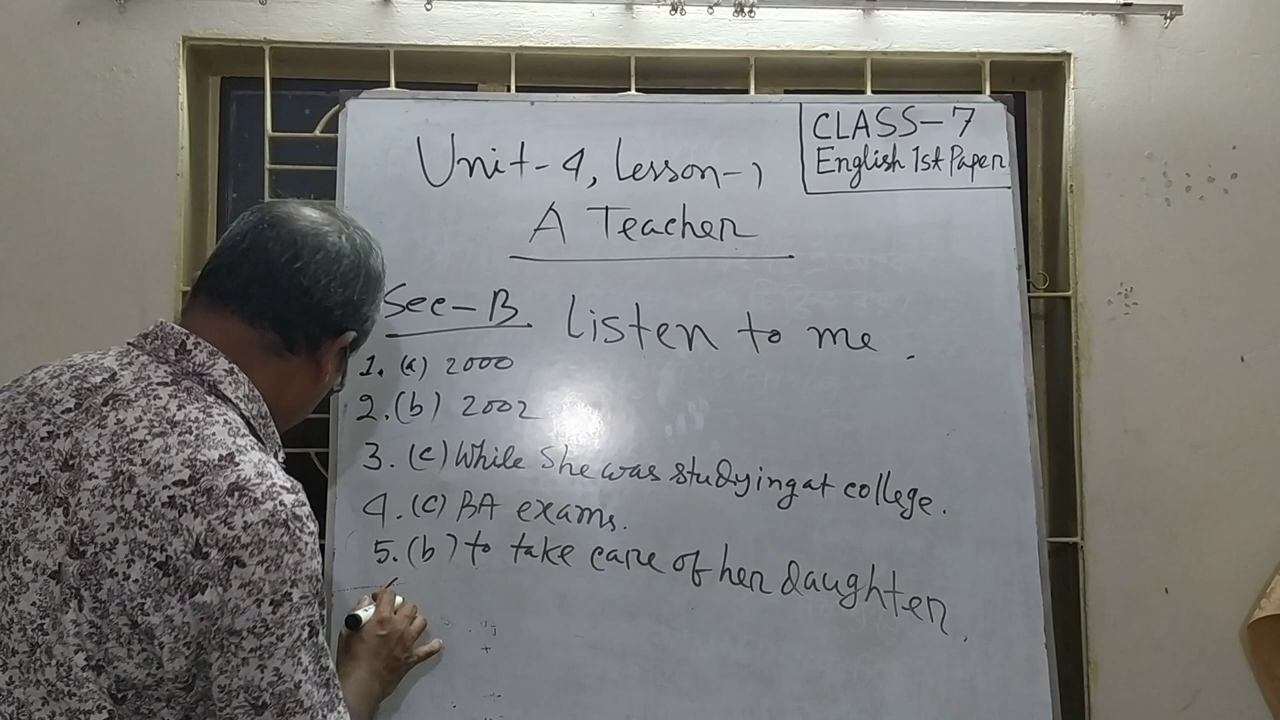 CLASS-7
English 1st Paper
Unit-4, Lesson-1
A Teacher
Sec-B Listen to me.
1. (a) 2000
2. (b) 2002
3. (c) While She was studying at college.
4. (c) BA exams.
5. (b) to take care of her daughter.